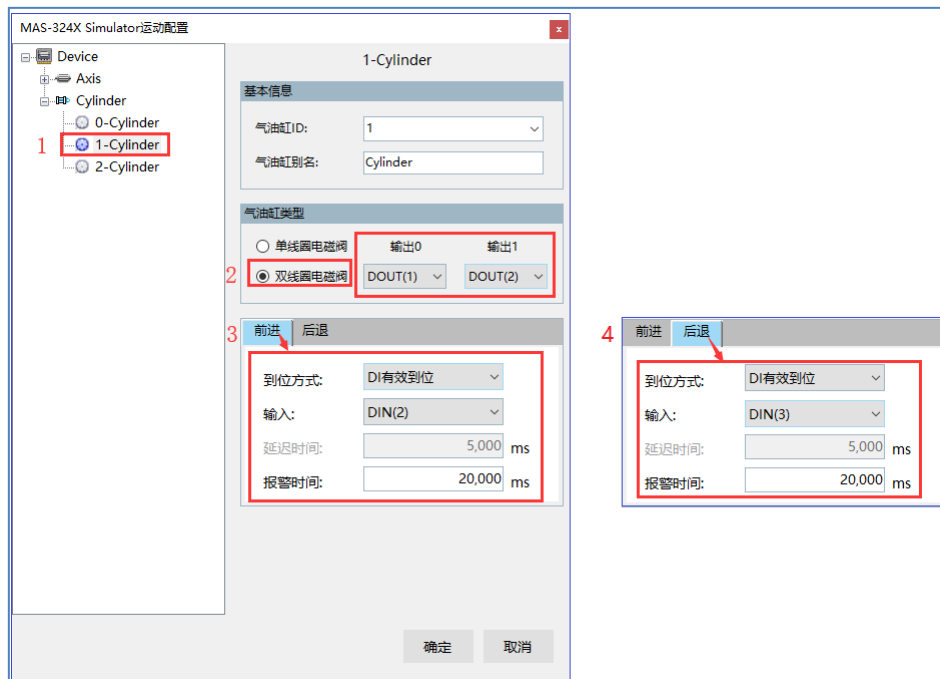 MAS-324X Simulator运动配置
x
Device
Axis
Cylinder
0-Cylinder
1
1-Cylinder
2-Cylinder
1-Cylinder
基本信息
气油缸ID:
1
气油缸别名:
Cylinder
气油缸类型
单线圈电磁阀
输出0
输出1
2
双线圈电磁阀
DOUT(1)
DOUT(2)
3
前进
后退
到位方式:
DI有效到位
输入:
DIN(2)
延迟时间:
5,000
ms
报警时间:
20,000
ms
4
前进
后退
到位方式:
DI有效到位
输入:
DIN(3)
延迟时间:
5,000
ms
报警时间:
20,000
ms
确定
取消